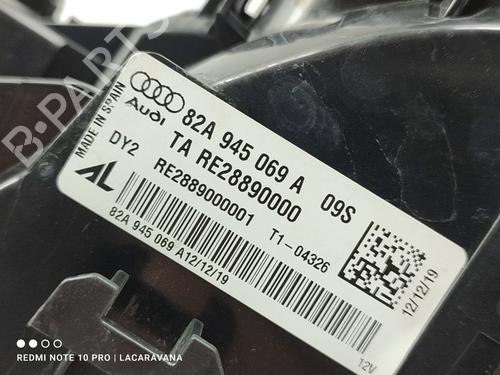 B-PARTS
MADE IN SPAIN
Audi
82A 945 069 A 09S
TA RE28890000
DY2
RE2889000001 T1-04326
AL
82A 945 069 A12/12/19
12/12/19
12V
REDMI NOTE 10 PRO | LACARAVANA